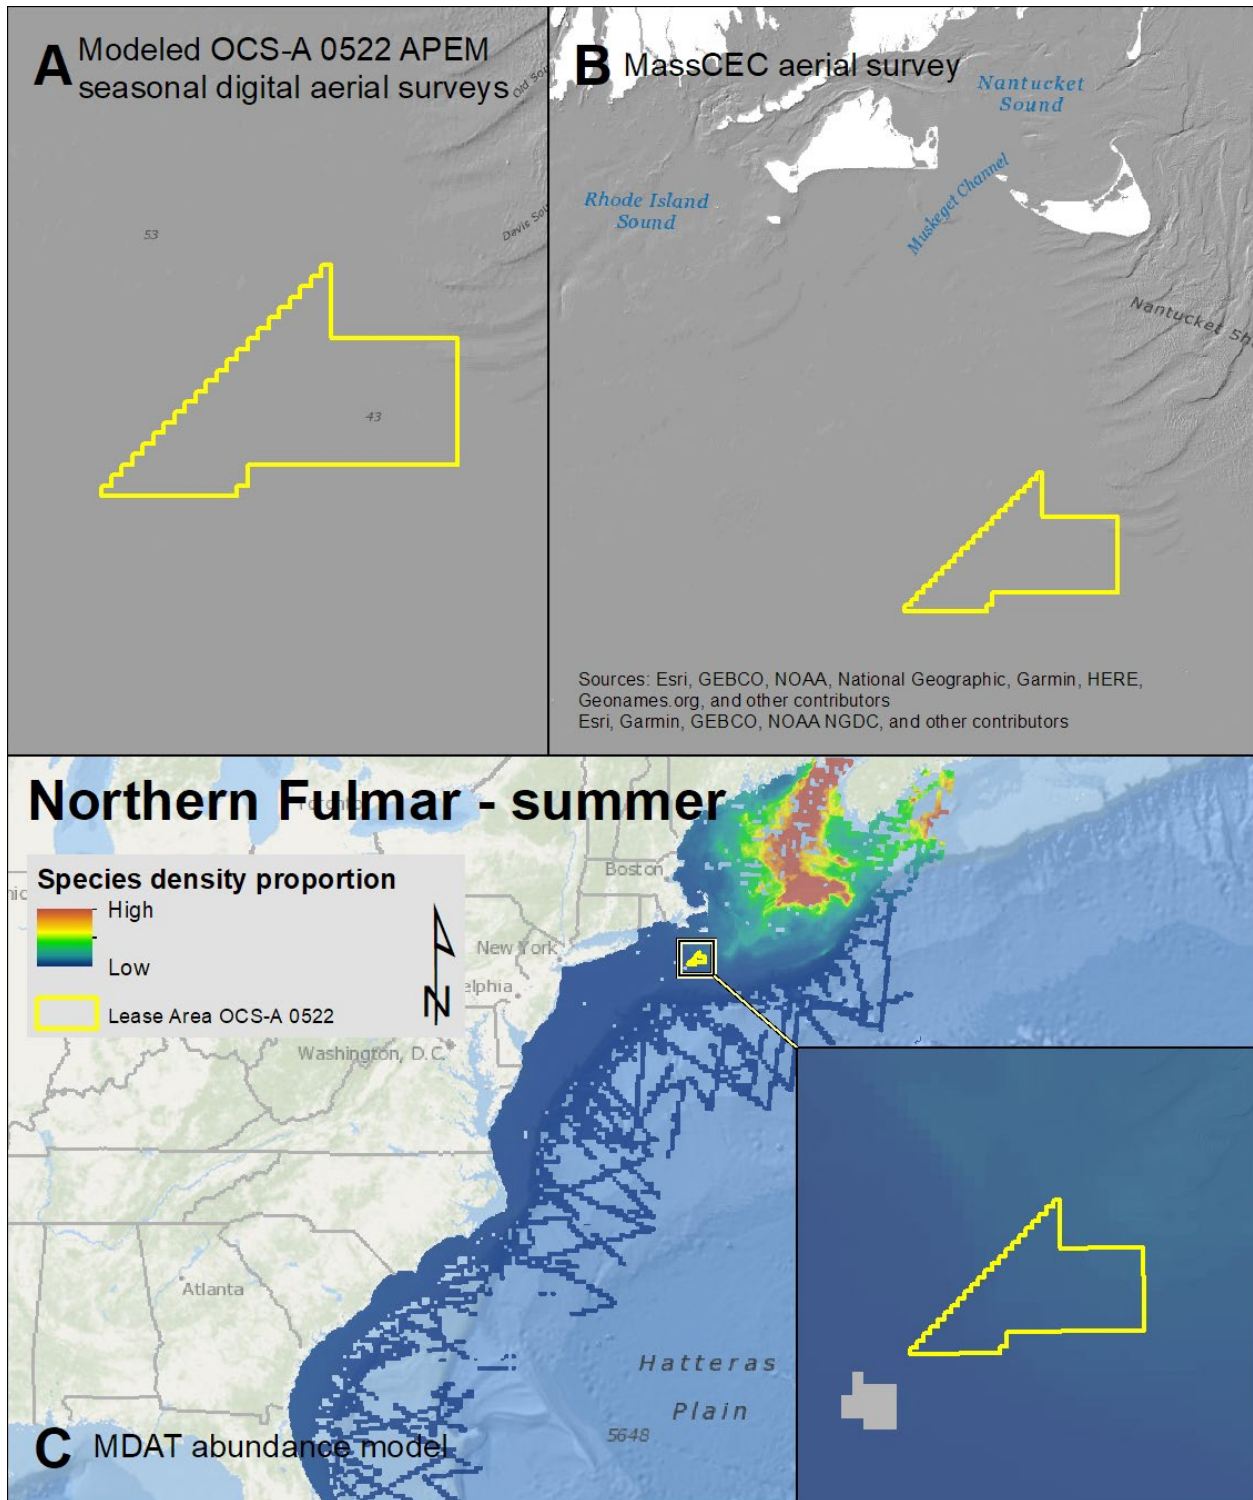 A Modeled OCS-A 0522 APEM
seasonal digital aerial surveys
Old Sou
Davis Sou
53
43
B MassCEC aerial survey
Nantucket
Sound
Rhode Island
Sound
Muskeget Channel
Nantucket Sh
Sources: Esri, GEBCO, NOAA, National Geographic, Garmin, HERE,
Geonames.org, and other contributors
Esri, Garmin, GEBCO, NOAA NGDC, and other contributors
Northern Fulmar - summer
Species density proportion
High
Low
Lease Area OCS-A 0522
N
Boston
New York
elphia
Washington, D.C.
Atlanta
Hatteras
Plain
5648
C MDAT abundance model